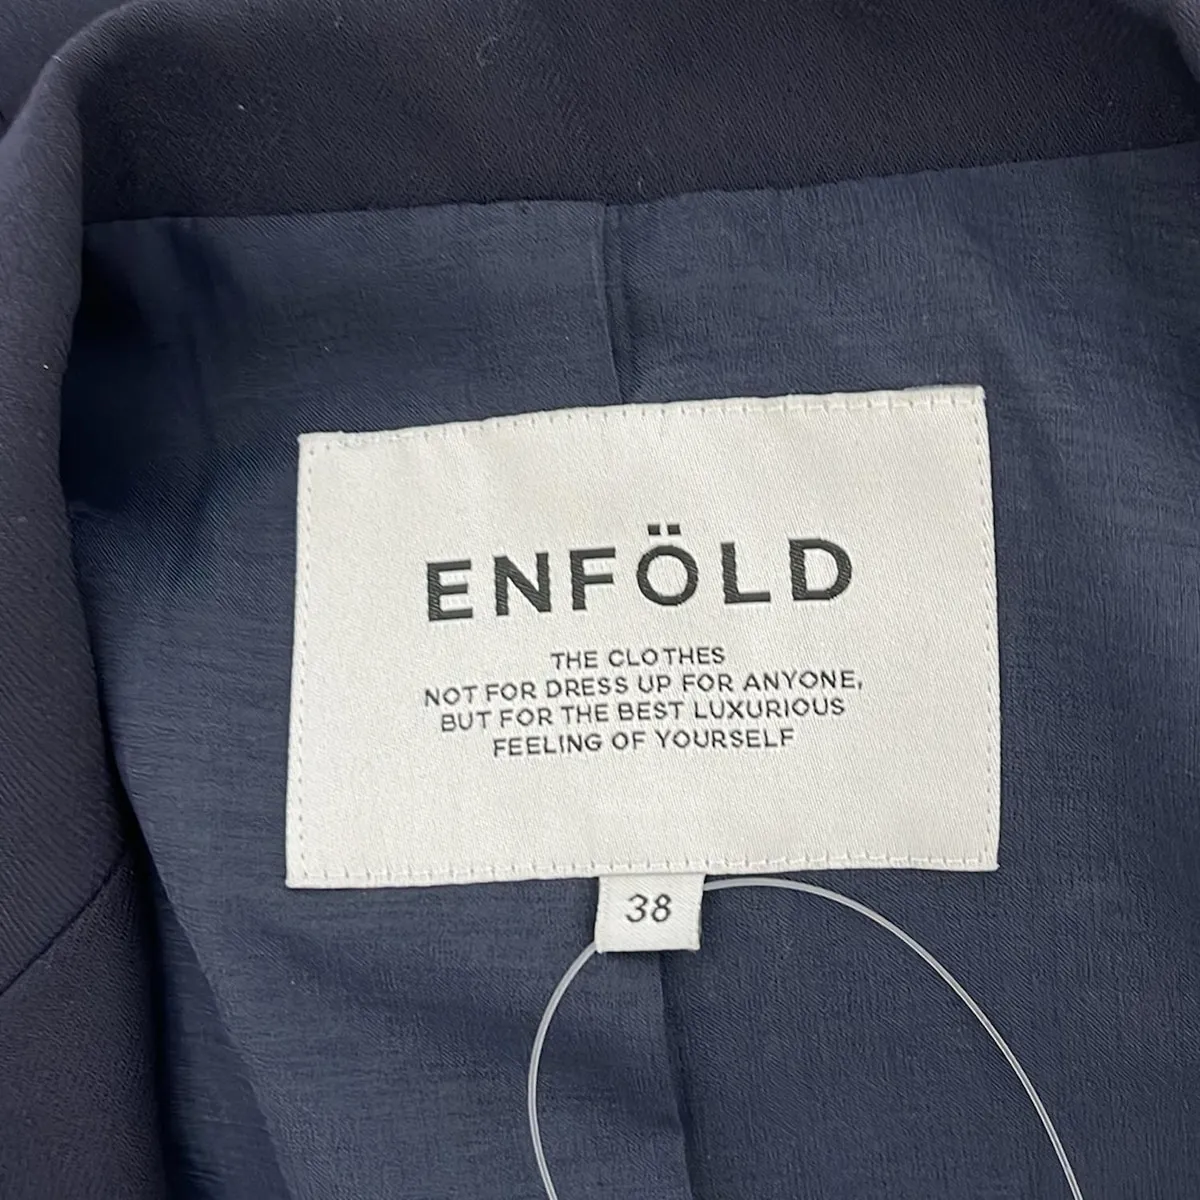 ENFÖLD
THE CLOTHES
NOT FOR DRESS UP FOR ANYONE,
BUT FOR THE BEST LUXURIOUS
FEELING OF YOURSELF
38